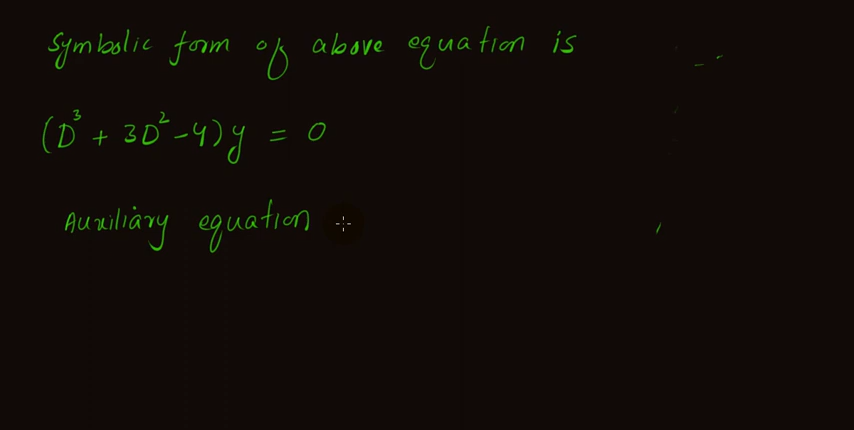 Symbolic form of above equation is
(D³ + 3D² - 4)y = 0
Auxiliary equation